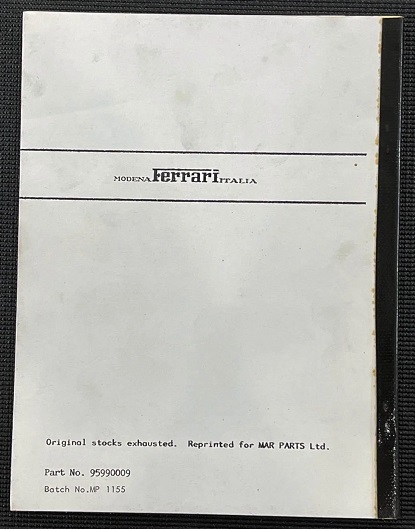 MODENA Ferrari ITALIA
Original stocks exhausted. Reprinted for MAR PARTS Ltd.
Part No. 95990009
Batch No.MP 1155